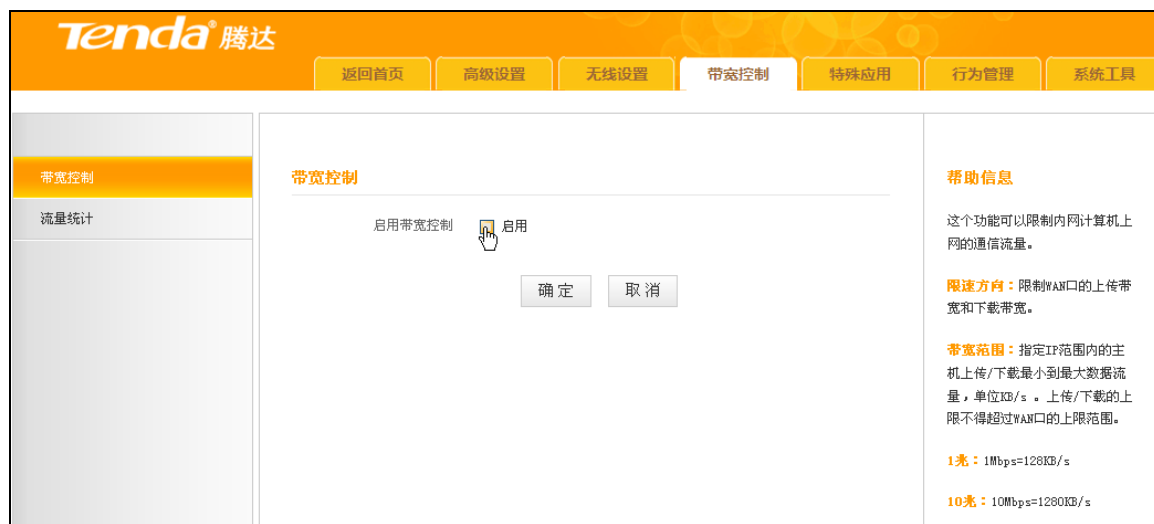 Tenda® 腾达
返回首页 高级设置 无线设置 带宽控制 特殊应用 行为管理 系统工具
带宽控制
流量统计
带宽控制
启用带宽控制 启用
确定 取消
帮助信息
这个功能可以限制内网计算机上
网的通信流量。
限速方向：限制WAN口的上传带
宽和下载带宽。
带宽范围：指定IP范围内的主
机上传/下载最小到最大数据流
量，单位KB/s 。上传/下载的上
限不得超过WAN口的上限范围。
1兆：1Mbps=128KB/s
10兆：10Mbps=1280KB/s